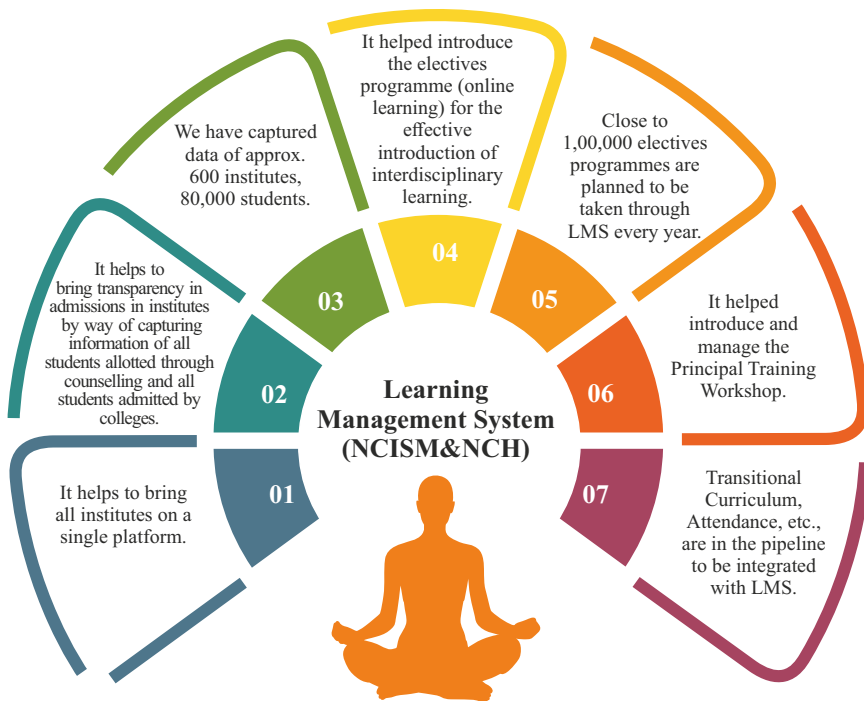 Learning
Management System
(NCISM&NCH)
01
It helps to bring
all institutes on a
single platform.
02
It helps to
bring transparency in
admissions in institutes
by way of capturing
information of all
students allotted through
counselling and all
students admitted by
colleges.
03
We have captured
data of approx.
600 institutes,
80,000 students.
04
It helped introduce
the electives
programme (online
learning) for the
effective
introduction of
interdisciplinary
learning.
05
Close to
1,00,000 electives
programmes are
planned to be
taken through
LMS every year.
06
It helped
introduce and
manage the
Principal Training
Workshop.
07
Transitional
Curriculum,
Attendance, etc.,
are in the pipeline
to be integrated
with LMS.